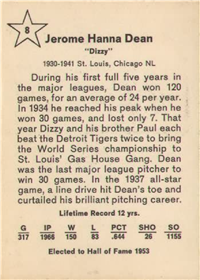 8
Jerome Hanna Dean
"Dizzy"
1930-1941 St. Louis, Chicago NL
During his first full five years in
the major leagues, Dean won 120
games, for an average of 24 per year.
In 1934 he reached his peak when he
won 30 games, and lost only 7. That
year Dizzy and his brother Paul each
beat the Detroit Tigers twice to bring
the World Series championship to
St. Louis' Gas House Gang. Dean
was the last major league pitcher to
win 30 games. In the 1937 all-star
game, a line drive hit Dean's toe and
curtailed his brilliant pitching career.
Lifetime Record 12 yrs.
G IP W L PCT SHO SO
317 1966 150 83 .644 26 1155
Elected to Hall of Fame 1953